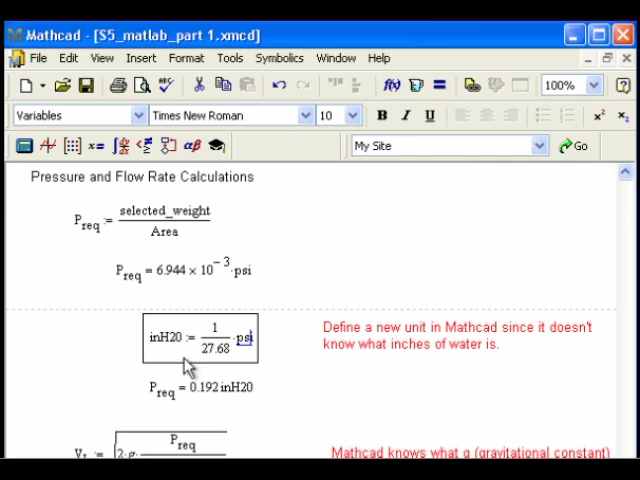 Mathcad - [S5_matlab_part 1.xmcd]
File Edit View Insert Format Tools Symbolics Window Help
100%
Variables Times New Roman 10 B I U
My Site Go
Pressure and Flow Rate Calculations
P_req := selected_weight / Area
P_req = 6.944 × 10^-3 · psi
inH20 := 1 / 27.68 · psi
Define a new unit in Mathcad since it doesn't
know what inches of water is.
P_req = 0.192 inH20
P_req
2·g·
Mathcad knows what g (gravitational constant)